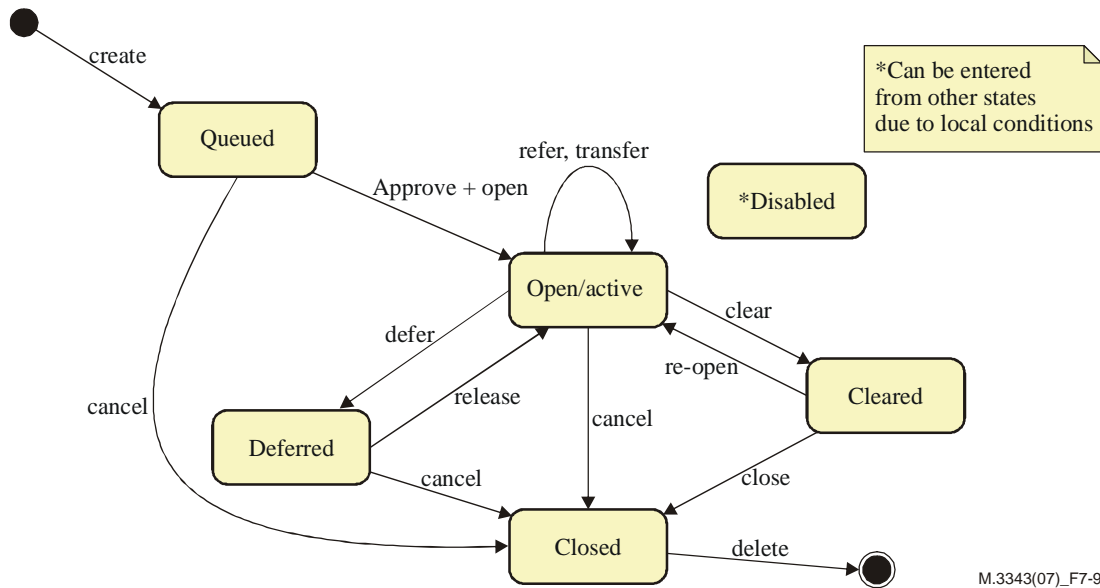 create
*Can be entered
from other states
due to local conditions
Queued
refer, transfer
Approve + open
*Disabled
Open/active
clear
defer
re-open
release
cancel
cancel
Cleared
Deferred
cancel
close
Closed
delete
M.3343(07)_F7-9